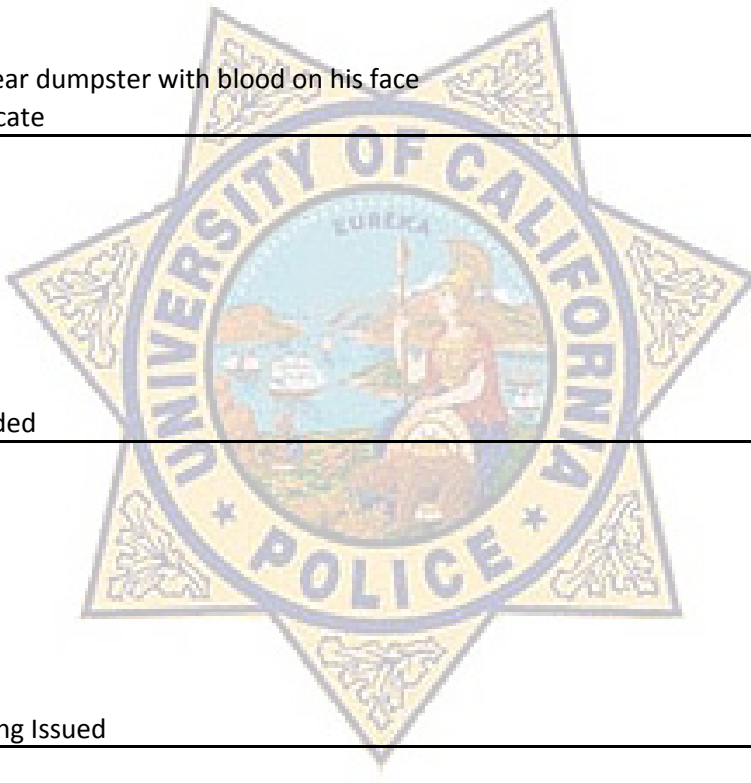 ear dumpster with blood on his face
cate
UNIVERSITY OF CALIFORNIA
EUREKA
ded
POLICE
ng Issued